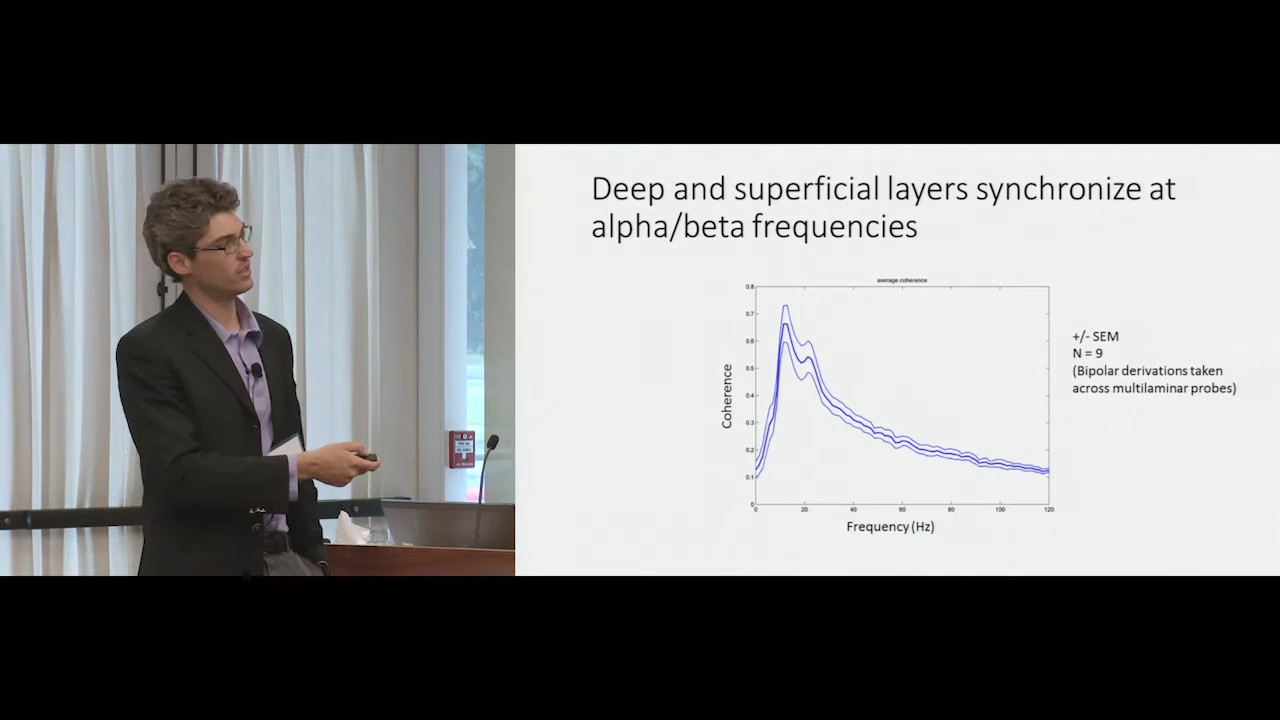 Deep and superficial layers synchronize at
alpha/beta frequencies
average coherence
0.8
0.7
0.6
0.5
0.4
0.3
0.2
0.1
0
0 20 40 60 80 100 120
Coherence
Frequency (Hz)
+/- SEM
N = 9
(Bipolar derivations taken
across multilaminar probes)